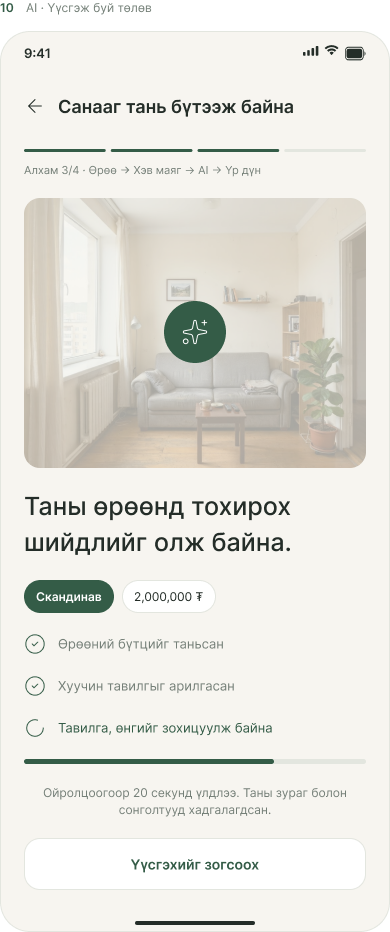 10 AI · Үүсгэж буй төлөв
9:41
Санааг тань бүтээж байна
Алхам 3/4 · Өрөө → Хэв маяг → AI → Үр дүн
Таны өрөөнд тохирох
шийдлийг олж байна.
Скандинав 2,000,000 ₮
Өрөөний бүтцийг таньсан
Хуучин тавилгыг арилгасан
Тавилга, өнгийг зохицуулж байна
Ойролцоогоор 20 секунд үлдлээ. Таны зураг болон
сонголтууд хадгалагдсан.
Үүсгэхийг зогсоох